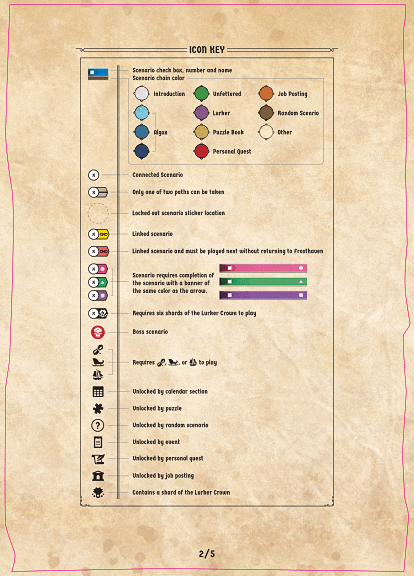 ICON KEY
Scenario check box, number and name
Scenario chain color
Introduction
Unfettered
Job Posting
Lurker
Random Scenario
Algox
Puzzle Book
Other
Personal Quest
Connected Scenario
Only one of two paths can be taken
Locked out scenario sticker location
Linked scenario
Linked scenario and must be played next without returning to Frosthaven
Scenario requires completion of
the scenario with a banner of
the same color as the arrow.
Requires six shards of the Lurker Crown to play
Boss scenario
Requires , , or to play
Unlocked by calendar section
Unlocked by puzzle
?
Unlocked by random scenario
Unlocked by event
Unlocked by personal quest
Unlocked by job posting
Contains a shard of the Lurker Crown
2/5